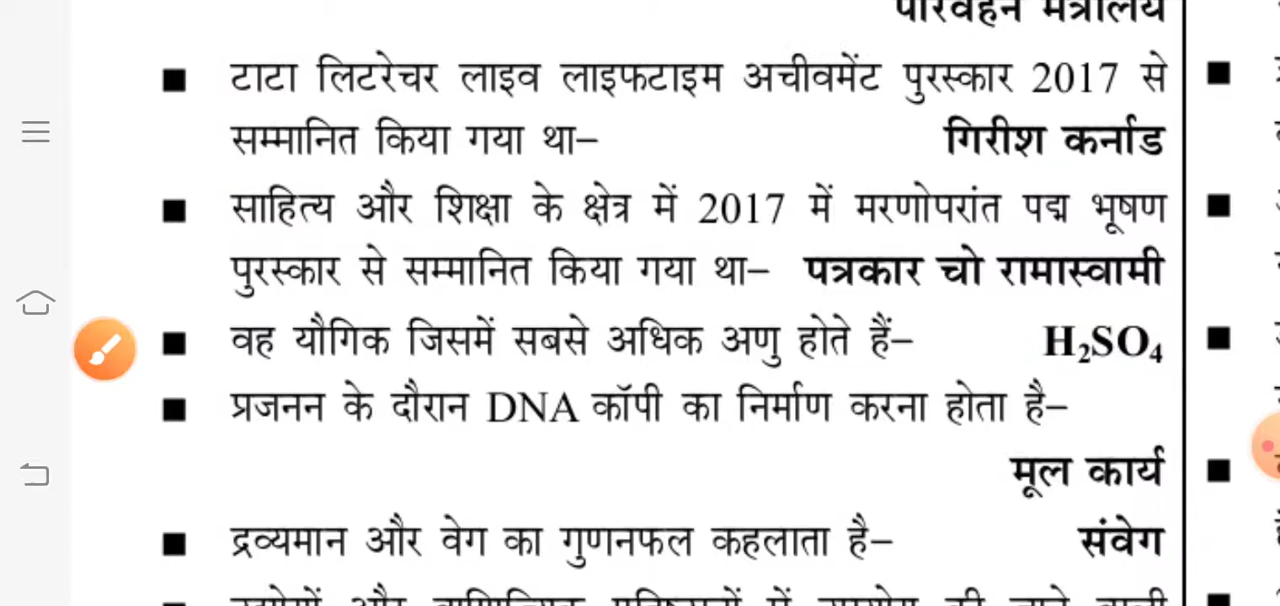 परिवहन मंत्रालय
■ टाटा लिटरेचर लाइव लाइफटाइम अचीवमेंट पुरस्कार 2017 से
सम्मानित किया गया था– गिरीश कर्नाड
■ साहित्य और शिक्षा के क्षेत्र में 2017 में मरणोपरांत पद्म भूषण
पुरस्कार से सम्मानित किया गया था– पत्रकार चो रामास्वामी
■ वह यौगिक जिसमें सबसे अधिक अणु होते हैं– H₂SO₄
■ प्रजनन के दौरान DNA कॉपी का निर्माण करना होता है–
मूल कार्य
■ द्रव्यमान और वेग का गुणनफल कहलाता है– संवेग